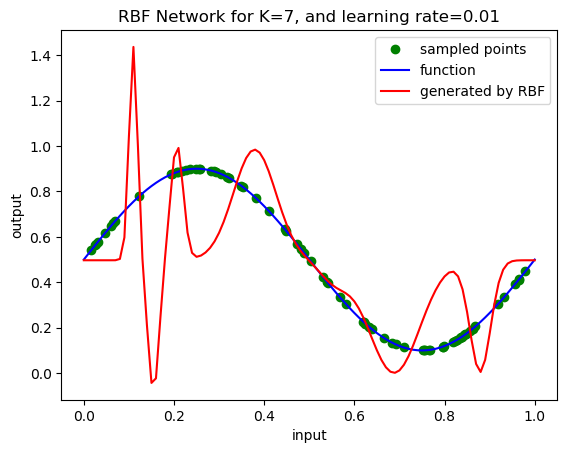 RBF Network for K=7, and learning rate=0.01
sampled points
function
generated by RBF
output
1.4
1.2
1.0
0.8
0.6
0.4
0.2
0.0
0.0 0.2 0.4 0.6 0.8 1.0
input